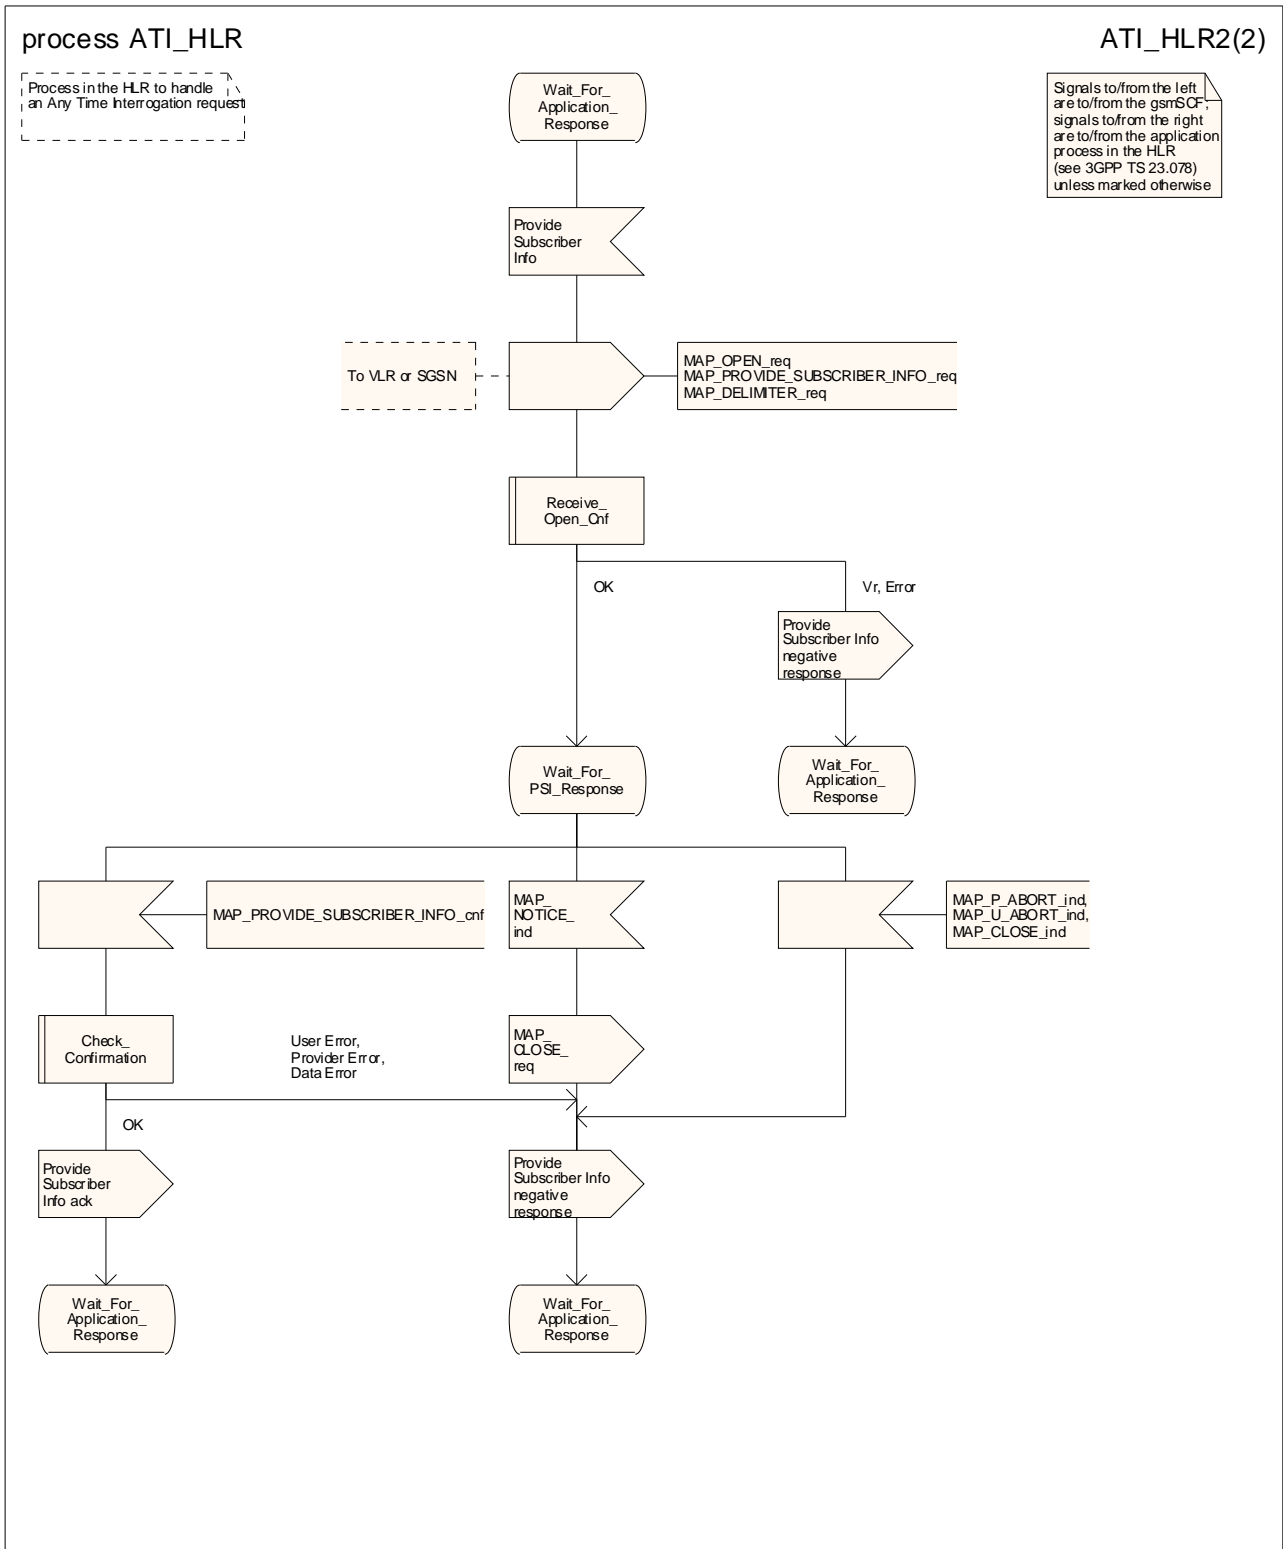 process ATI_HLR
ATI_HLR2(2)
Process in the HLR to handle
an Any Time Interrogation request
Wait_For_
Application_
Response
Signals to/from the left
are to/from the gsmSCF;
signals to/from the right
are to/from the application
process in the HLR
(see 3GPP TS 23.078)
unless marked otherwise
Provide
Subscriber
Info
To VLR or SGSN
MAP_OPEN_req
MAP_PROVIDE_SUBSCRIBER_INFO_req
MAP_DELIMITER_req
Receive_
Open_Cnf
OK
Vr, Error
Provide
Subscriber Info
negative
response
Wait_For_
PSI_Response
Wait_For_
Application_
Response
MAP_PROVIDE_SUBSCRIBER_INFO_cnf
MAP_
NOTICE_
ind
MAP_P_ABORT_ind,
MAP_U_ABORT_ind,
MAP_CLOSE_ind
Check_
Confirmation
User Error,
Provider Error,
Data Error
MAP_
CLOSE_
req
OK
Provide
Subscriber
Info ack
Provide
Subscriber Info
negative
response
Wait_For_
Application_
Response
Wait_For_
Application_
Response